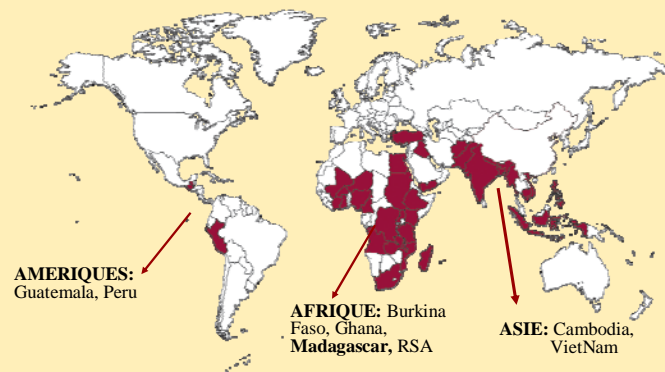 AMERIQUES:
Guatemala, Peru
AFRIQUE: Burkina
Faso, Ghana,
Madagascar, RSA
ASIE: Cambodia,
VietNam